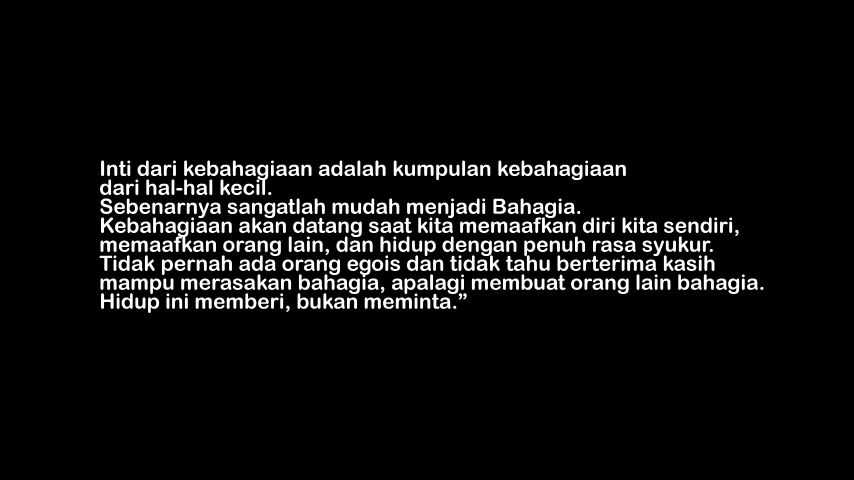 Inti dari kebahagiaan adalah kumpulan kebahagiaan
dari hal-hal kecil.
Sebenarnya sangatlah mudah menjadi Bahagia.
Kebahagiaan akan datang saat kita memaafkan diri kita sendiri,
memaafkan orang lain, dan hidup dengan penuh rasa syukur.
Tidak pernah ada orang egois dan tidak tahu berterima kasih
mampu merasakan bahagia, apalagi membuat orang lain bahagia.
Hidup ini memberi, bukan meminta.”